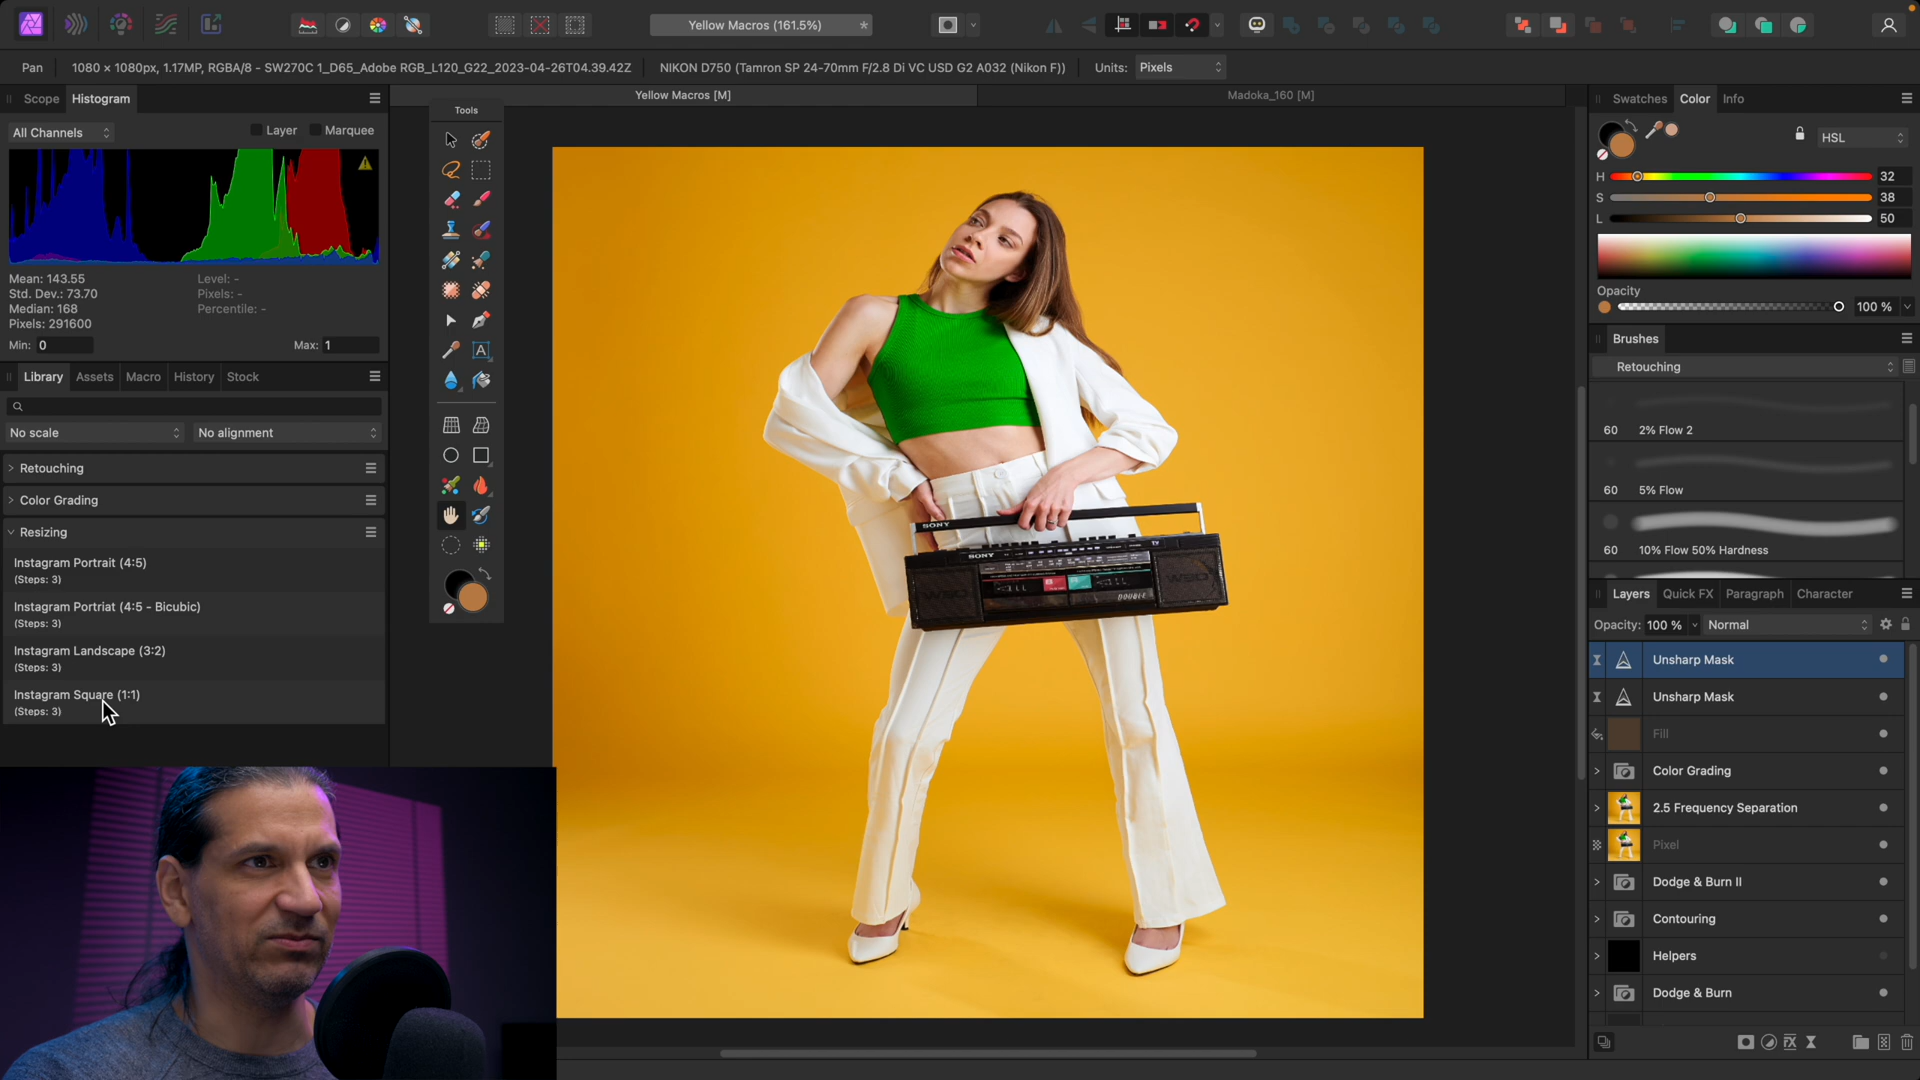 Yellow Macros (161.5%)
*
Pan
1080 × 1080px, 1.17MP, RGBA/8 - SW270C 1_D65_Adobe RGB_L120_G22_2023-04-26T04.39.42Z
NIKON D750 (Tamron SP 24-70mm F/2.8 Di VC USD G2 A032 (Nikon F))
Units:
Pixels
Scope
Histogram
Yellow Macros [M]
Madoka_160 [M]
All Channels
Layer
Marquee
Mean: 143.55
Std. Dev.: 73.70
Median: 168
Pixels: 291600
Level: -
Pixels: -
Percentile: -
Min: 0
Max: 1
Library
Assets
Macro
History
Stock
No scale
No alignment
Retouching
Color Grading
Resizing
Instagram Portrait (4:5)
(Steps: 3)
Instagram Portriat (4:5 - Bicubic)
(Steps: 3)
Instagram Landscape (3:2)
(Steps: 3)
Instagram Square (1:1)
(Steps: 3)
Tools
A
SONY
SONY
DOUBLE
Swatches
Color
Info
HSL
H
32
S
38
L
50
Opacity
100 %
Brushes
Retouching
60
2% Flow 2
60
5% Flow
60
10% Flow 50% Hardness
Layers
Quick FX
Paragraph
Character
Opacity: 100 %
Normal
Unsharp Mask
Unsharp Mask
Fill
Color Grading
2.5 Frequency Separation
Pixel
Dodge & Burn II
Contouring
Helpers
Dodge & Burn